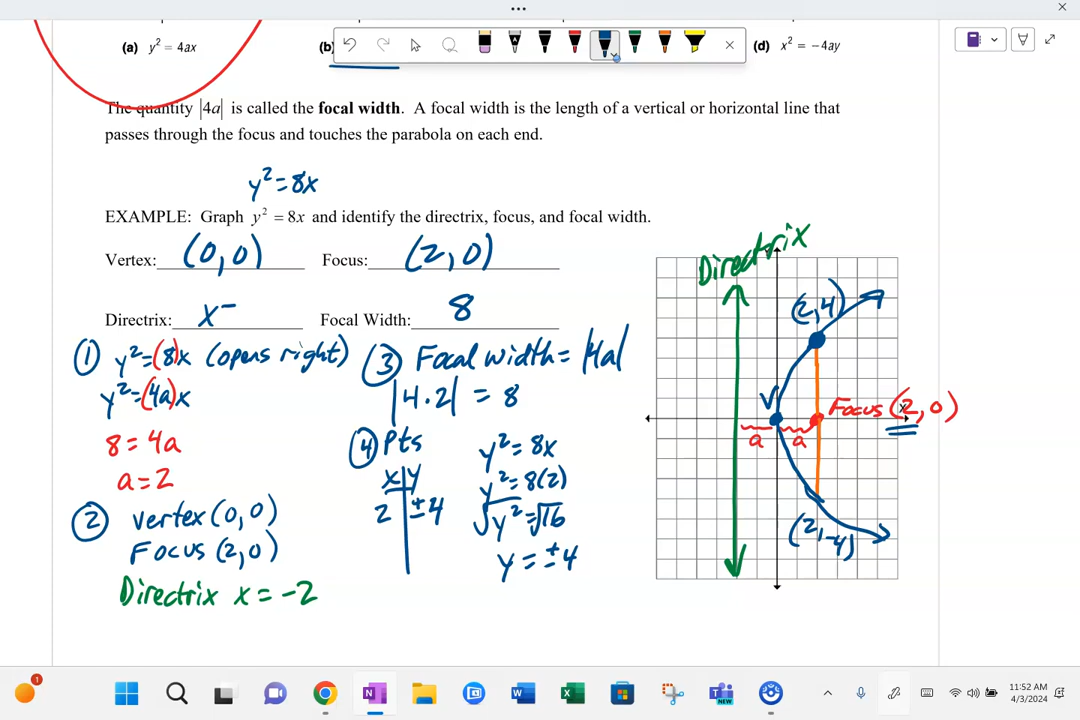 (a) y² = 4ax
(b)
(d) x² = −4ay
The quantity |4a| is called the focal width. A focal width is the length of a vertical or horizontal line that
passes through the focus and touches the parabola on each end.
y² = 8x
EXAMPLE: Graph y² = 8x and identify the directrix, focus, and focal width.
Vertex: (0,0) Focus: (2,0)
Directrix: x= Focal Width: 8
① y²=(8)x (opens right)
y²=(4a)x
8 = 4a
a = 2
② vertex (0,0)
Focus (2,0)
Directrix x = -2
③ Focal width = |4a|
|4·2| = 8
④ Pts
x y
2 ±4
y² = 8x
y² = 8(2)
√y² = √16
y = ±4
Directrix
(2,4)
V
Focus (2,0)
x
a a
(2,-4)
1
11:52 AM
4/3/2024